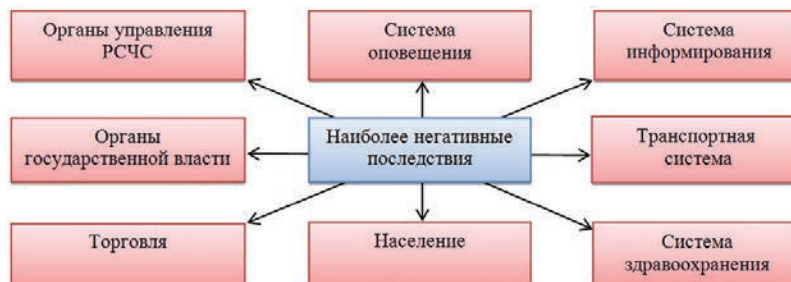 Органы управления
РСЧС
Система
оповещения
Система
информирования
Органы
государственной власти
Наиболее негативные
последствия
Транспортная
система
Торговля
Население
Система
здравоохранения